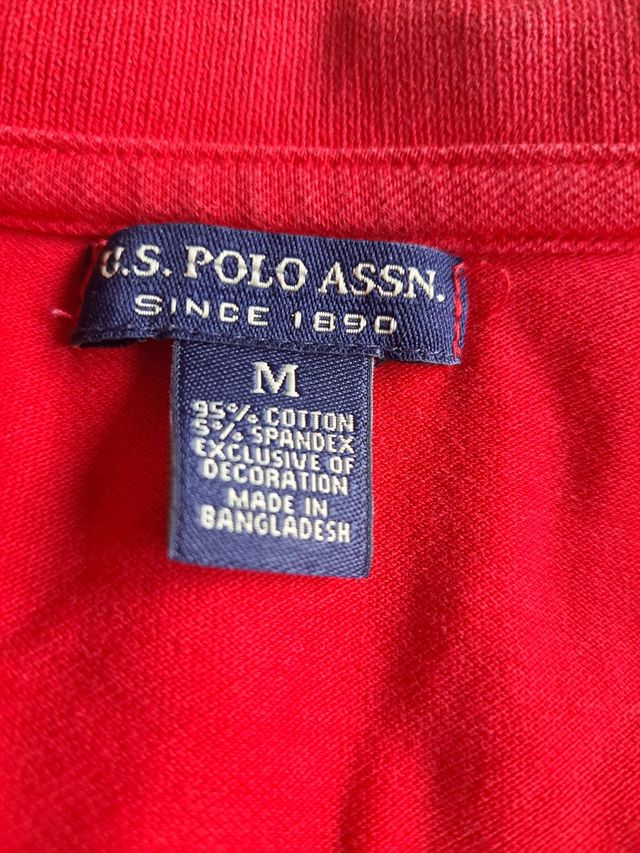 U.S. POLO ASSN.
SINCE 1890
M
95% COTTON
5% SPANDEX
EXCLUSIVE OF
DECORATION
MADE IN
BANGLADESH